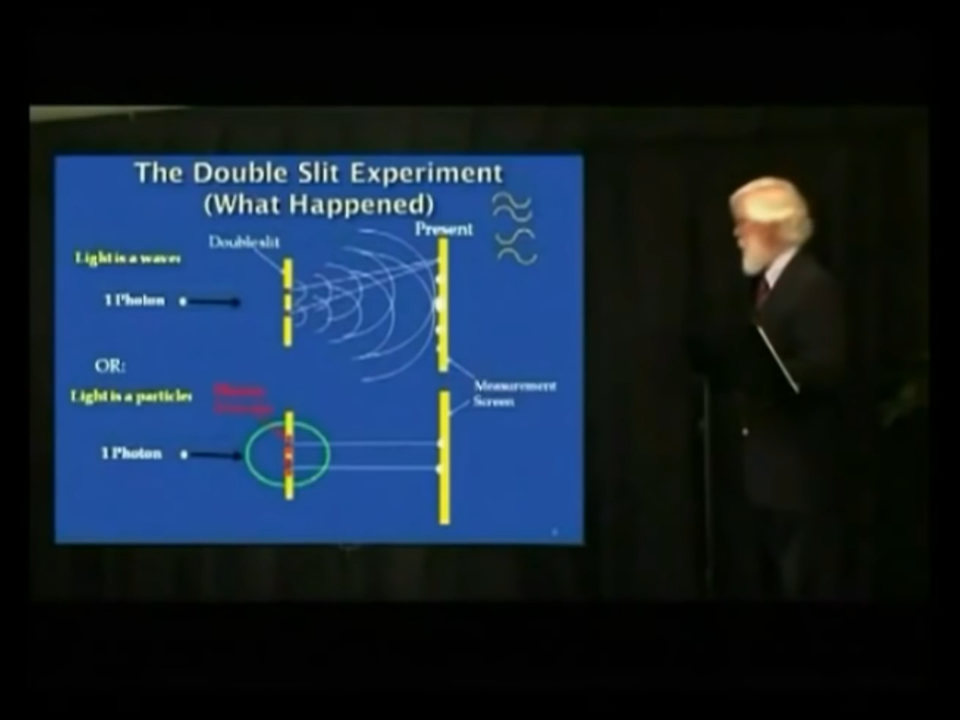 The Double Slit Experiment
(What Happened)
Present
Double slit
Light is a waves
1 Photon
OR:
Light is a particles
Measurement
Screen
1 Photon